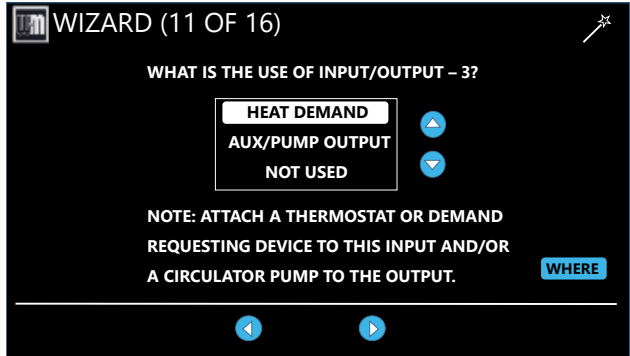 WM
WIZARD (11 OF 16)
WHAT IS THE USE OF INPUT/OUTPUT – 3?
HEAT DEMAND
AUX/PUMP OUTPUT
NOT USED
NOTE: ATTACH A THERMOSTAT OR DEMAND
REQUESTING DEVICE TO THIS INPUT AND/OR
A CIRCULATOR PUMP TO THE OUTPUT.
WHERE